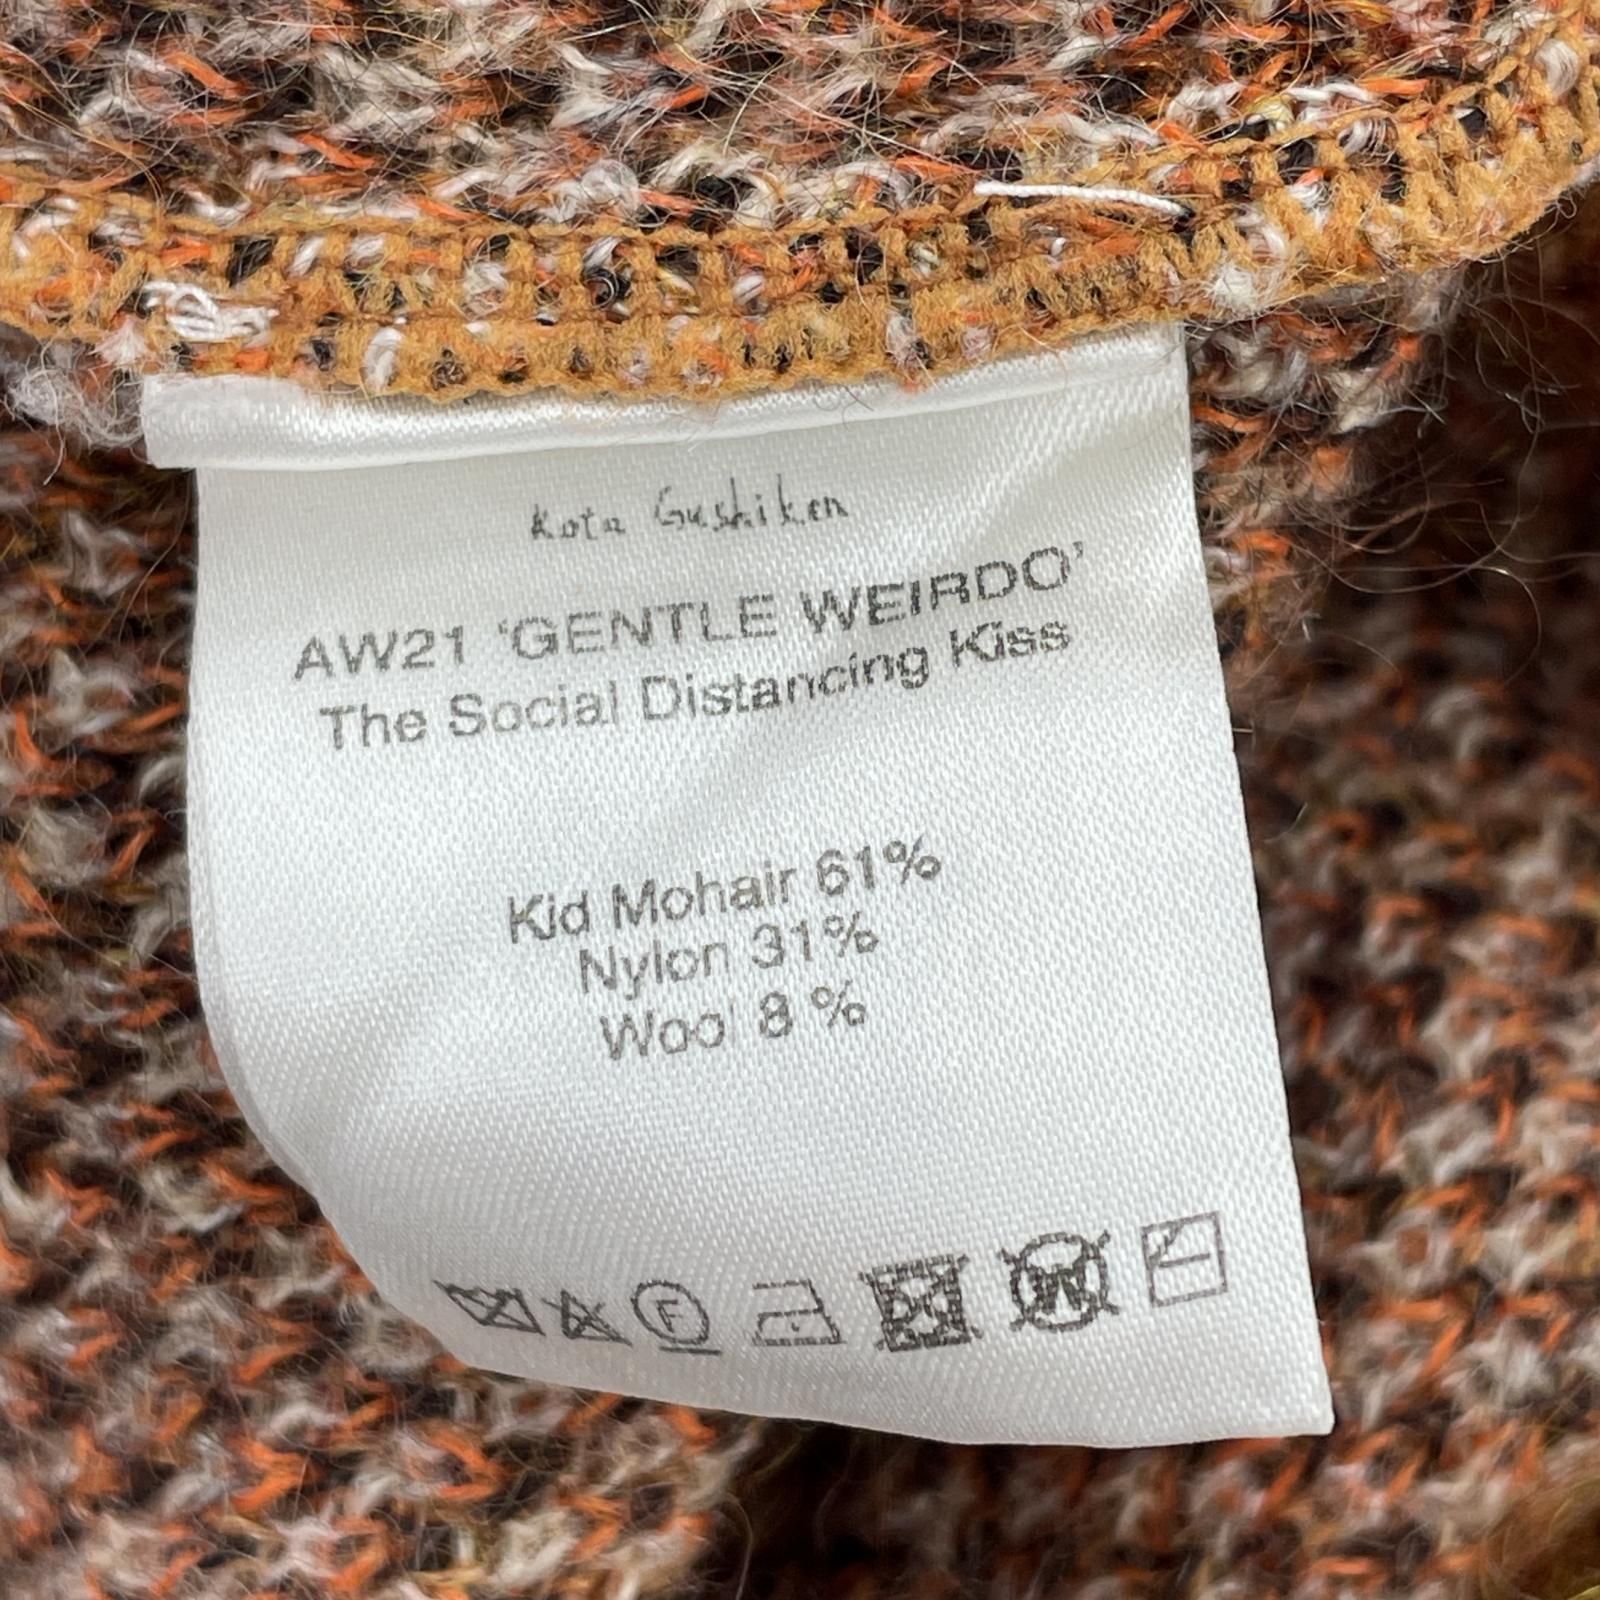 Kota Gushiken
AW21 ‘GENTLE WEIRDO’
The Social Distancing Kiss
Kid Mohair 61%
Nylon 31%
Wool 8 %
F
W